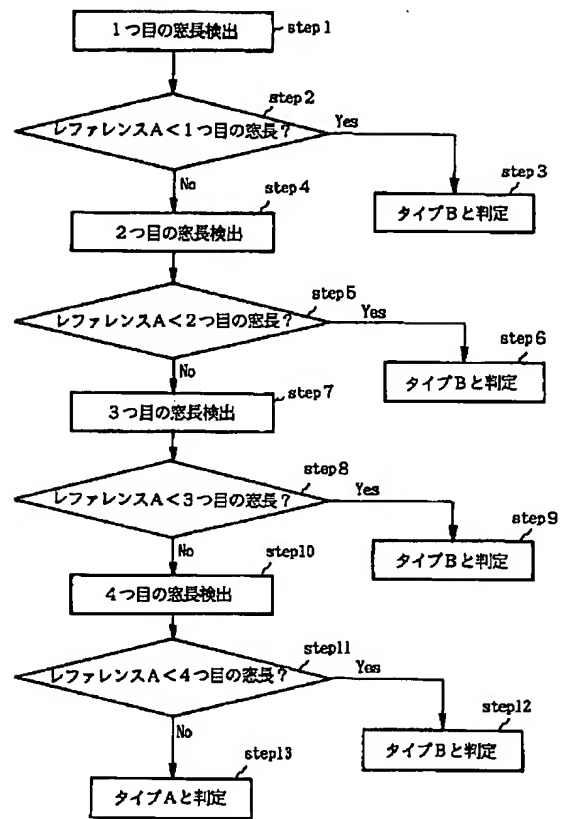 1つ目の窓長検出
step1
step2
レファレンスA<1つ目の窓長?
Yes
No
step3
タイプBと判定
step4
2つ目の窓長検出
step5
レファレンスA<2つ目の窓長?
Yes
No
step6
タイプBと判定
step7
3つ目の窓長検出
step8
レファレンスA<3つ目の窓長?
Yes
No
step9
タイプBと判定
step10
4つ目の窓長検出
step11
レファレンスA<4つ目の窓長?
Yes
No
step12
タイプBと判定
step13
タイプAと判定